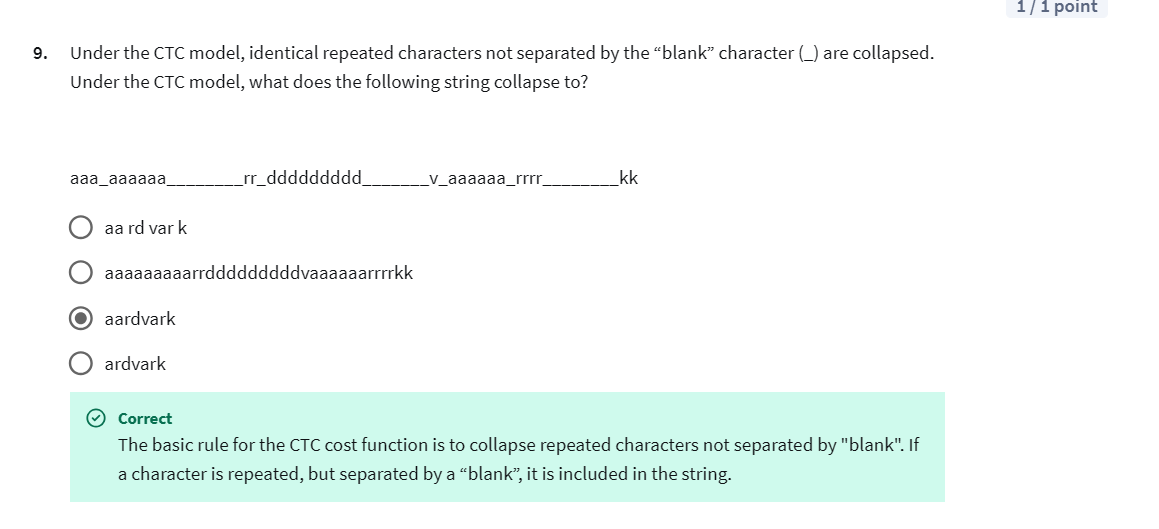 1 / 1 point
9. Under the CTC model, identical repeated characters not separated by the “blank” character (_) are collapsed.
Under the CTC model, what does the following string collapse to?
aaa_aaaaaa________rr_ddddddddd_______v_aaaaaa_rrrr________kk
aa rd var k
aaaaaaaaarrdddddddddvaaaaaarrrrkk
aardvark
ardvark
Correct
The basic rule for the CTC cost function is to collapse repeated characters not separated by "blank". If
a character is repeated, but separated by a “blank”, it is included in the string.